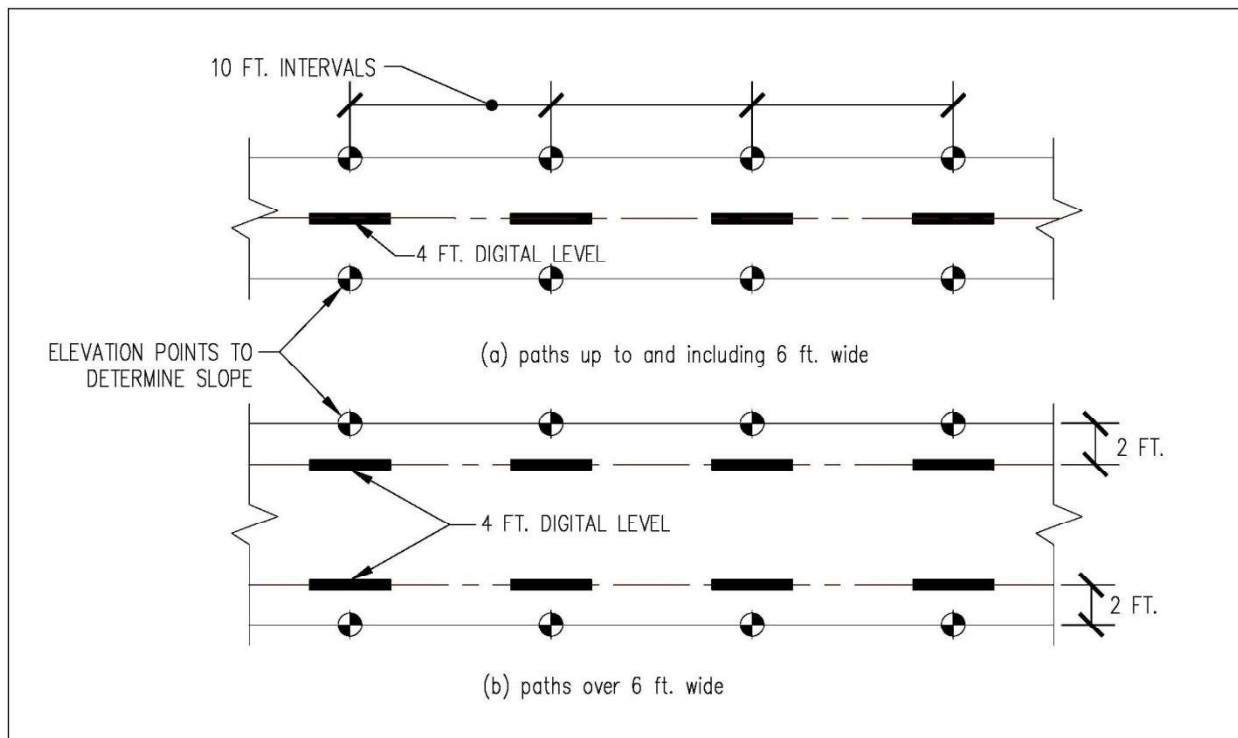 10 FT. INTERVALS
4 FT. DIGITAL LEVEL
ELEVATION POINTS TO
DETERMINE SLOPE
(a) paths up to and including 6 ft. wide
2 FT.
4 FT. DIGITAL LEVEL
2 FT.
(b) paths over 6 ft. wide